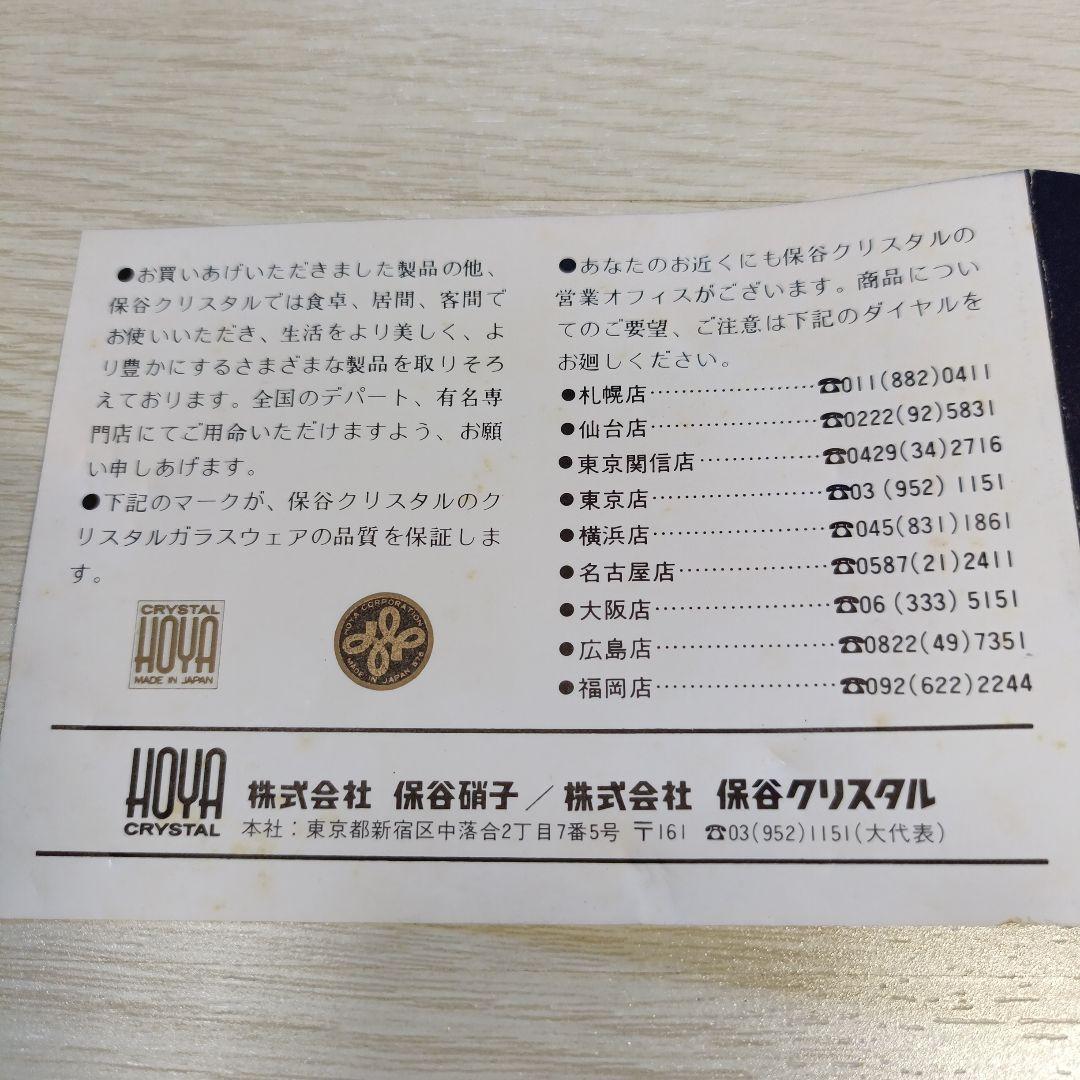 ●お買いあげいただきました製品の他、
保谷クリスタルでは食卓、居間、客間で
お使いいただき、生活をより美しく、よ
り豊かにするさまざまな製品を取りそろ
えております。全国のデパート、有名専
門店にてご用命いただけますよう、お願
い申しあげます。
●下記のマークが、保谷クリスタルのク
リスタルガラスウェアの品質を保証しま
す。
CRYSTAL
HOYA
MADE IN JAPAN
HOYA CORPORATION
MADE IN JAPAN
●あなたのお近くにも保谷クリスタルの
営業オフィスがございます。商品につい
てのご要望、ご注意は下記のダイヤルを
お廻しください。
●札幌店………………☎011(882)0411
●仙台店………………☎0222(92)5831
●東京関信店…………☎0429(34)2716
●東京店………………☎03(952)1151
●横浜店………………☎045(831)1861
●名古屋店……………☎0587(21)2411
●大阪店………………☎06(333)5151
●広島店………………☎0822(49)7351
●福岡店………………☎092(622)2244
HOYA
CRYSTAL
株式会社 保谷硝子／株式会社 保谷クリスタル
本社：東京都新宿区中落合2丁目7番5号 〒161 ☎03(952)1151(大代表)